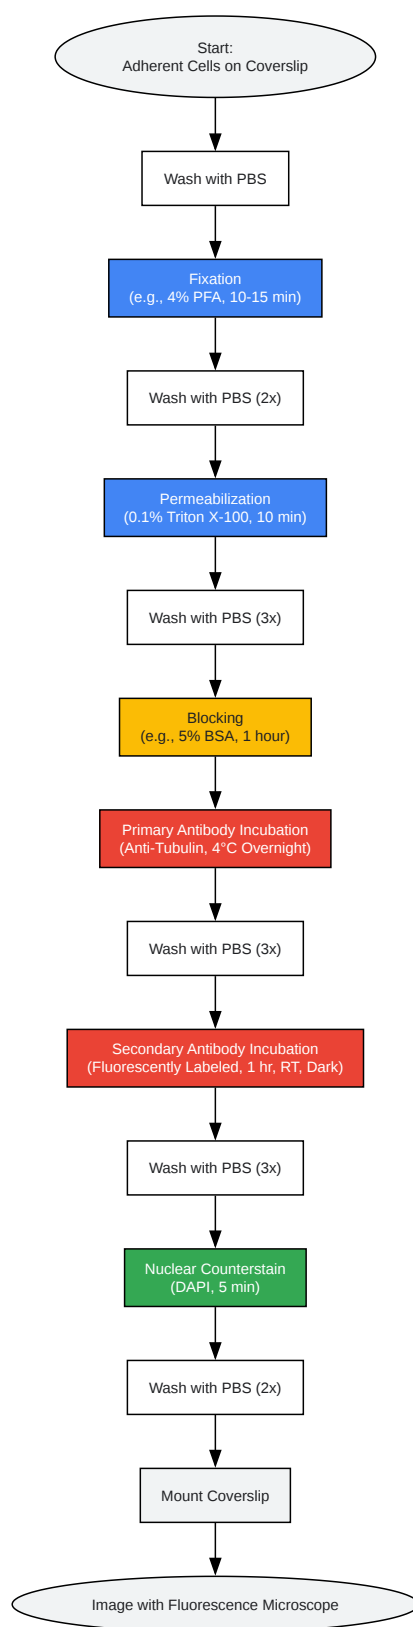 Start:
Adherent Cells on Coverslip
Wash with PBS
Fixation
(e.g., 4% PFA, 10-15 min)
Wash with PBS (2x)
Permeabilization
(0.1% Triton X-100, 10 min)
Wash with PBS (3x)
Blocking
(e.g., 5% BSA, 1 hour)
Primary Antibody Incubation
(Anti-Tubulin, 4°C Overnight)
Wash with PBS (3x)
Secondary Antibody Incubation
(Fluorescently Labeled, 1 hr, RT, Dark)
Wash with PBS (3x)
Nuclear Counterstain
(DAPI, 5 min)
Wash with PBS (2x)
Mount Coverslip
Image with Fluorescence Microscope